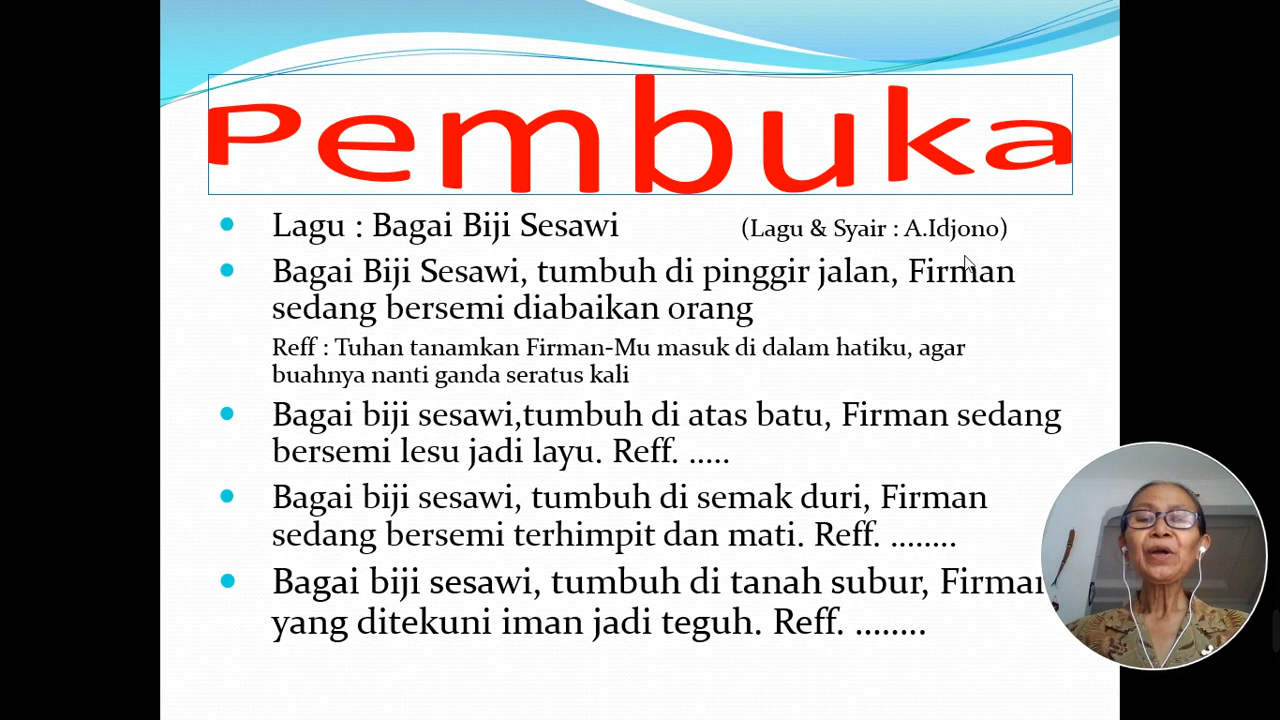 Pembuka
Lagu : Bagai Biji Sesawi (Lagu & Syair : A.Idjono)
Bagai Biji Sesawi, tumbuh di pinggir jalan, Firman
sedang bersemi diabaikan orang
Reff : Tuhan tanamkan Firman-Mu masuk di dalam hatiku, agar
buahnya nanti ganda seratus kali
Bagai biji sesawi,tumbuh di atas batu, Firman sedang
bersemi lesu jadi layu. Reff. .....
Bagai biji sesawi, tumbuh di semak duri, Firman
sedang bersemi terhimpit dan mati. Reff. ........
Bagai biji sesawi, tumbuh di tanah subur, Firman
yang ditekuni iman jadi teguh. Reff. ........